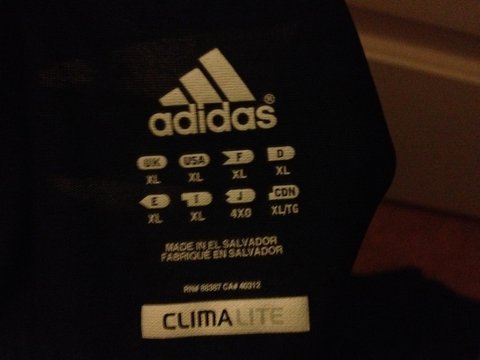 adidas®
UK USA F D
XL XL XL XL
E I J CDN
XL XL 4XO XL/TG
MADE IN EL SALVADOR
FABRIQUE EN SALVADOR
RN# 88387 CA# 40312
CLIMALITE